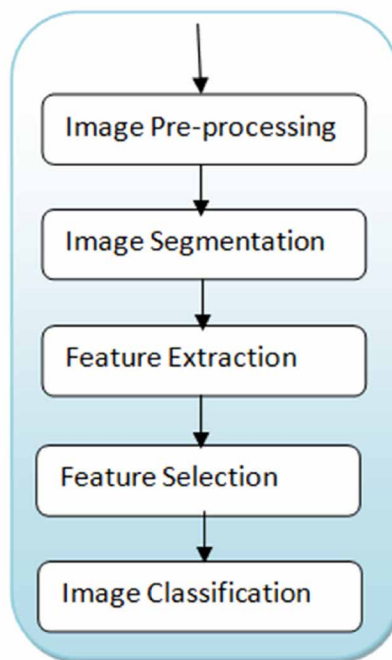 Image Pre-processing
Image Segmentation
Feature Extraction
Feature Selection
Image Classification